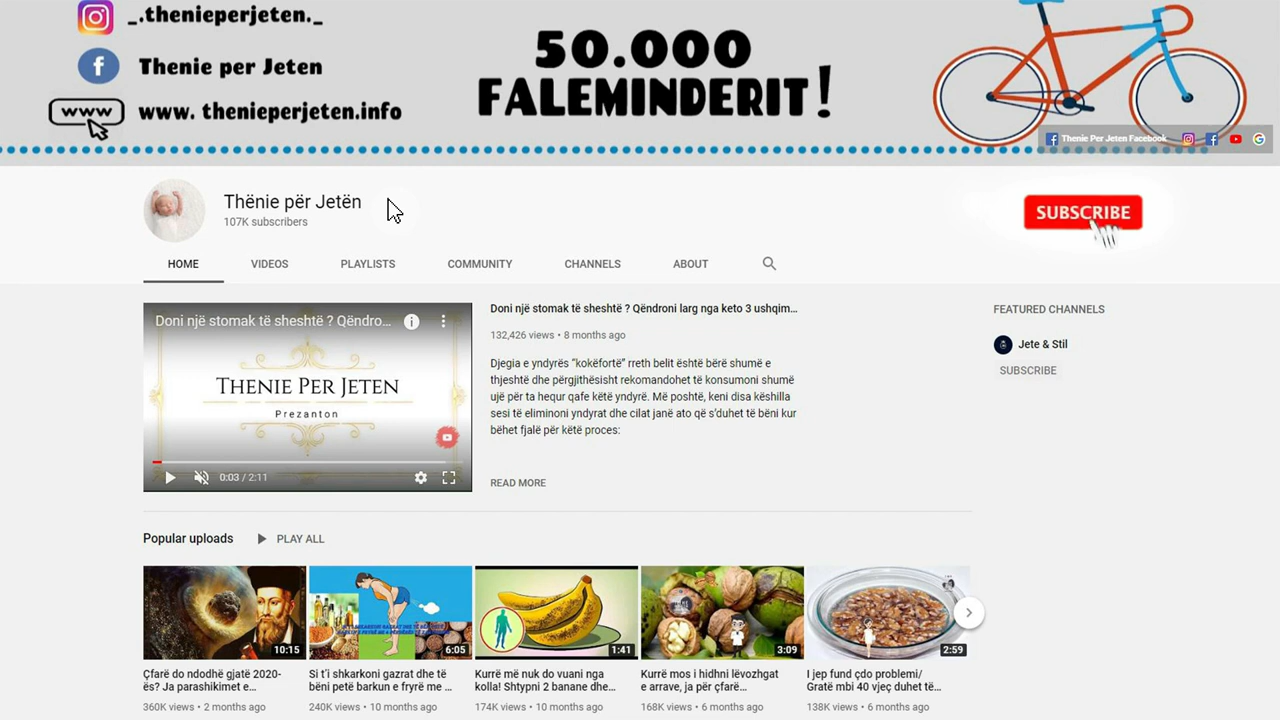 _.thenieperjeten._
Thenie per Jeten
www
www. thenieperjeten.info
50.000
FALEMINDERIT!
Thenie Per Jeten Facebook
Thënie për Jetën
107K subscribers
SUBSCRIBE
HOME
VIDEOS
PLAYLISTS
COMMUNITY
CHANNELS
ABOUT
Doni një stomak të sheshtë ? Qëndro...
THENIE PER JETEN
Prezanton
0:03 / 2:11
Doni një stomak të sheshtë ? Qëndroni larg nga keto 3 ushqim...
132,426 views • 8 months ago
Djegia e yndyrës “kokëfortë” rreth belit është bërë shumë e
thjeshtë dhe përgjithësisht rekomandohet të konsumoni shumë
ujë për ta hequr qafe këtë yndyrë. Më poshtë, keni disa këshilla
sesi të eliminoni yndyrat dhe cilat janë ato që s’duhet të bëni kur
bëhet fjalë për këtë proces:
READ MORE
FEATURED CHANNELS
Jete & Stil
SUBSCRIBE
Popular uploads
PLAY ALL
10:15
6:05
1:41
3:09
2:59
Çfarë do ndodhë gjatë 2020-
ës? Ja parashikimet e...
360K views • 2 months ago
Si t’i shkarkoni gazrat dhe të
bëni petë barkun e fryrë me ...
240K views • 10 months ago
Kurrë më nuk do vuani nga
kolla! Shtypni 2 banane dhe...
174K views • 10 months ago
Kurrë mos i hidhni lëvozhgat
e arrave, ja për çfarë...
168K views • 6 months ago
I jep fund çdo problemi/
Gratë mbi 40 vjeç duhet të...
138K views • 6 months ago